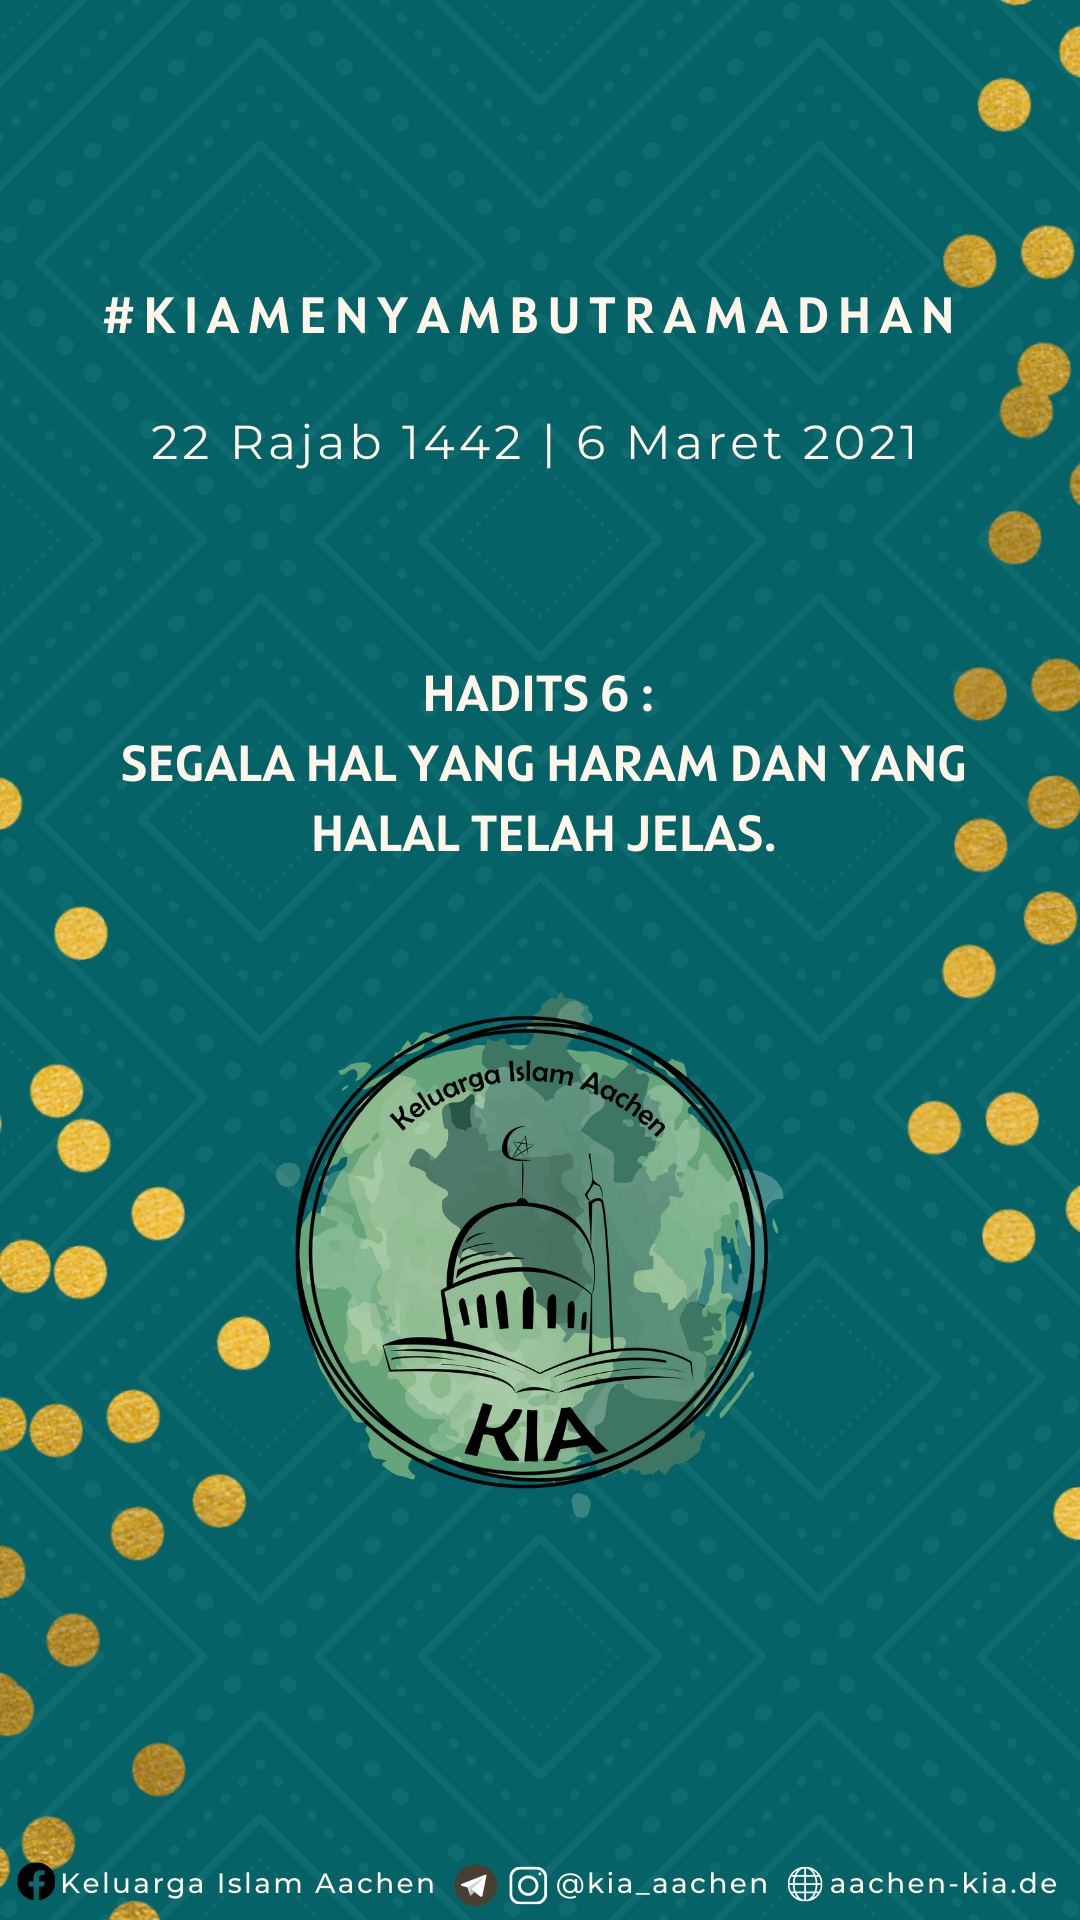 #KIAMENYAMBUTRAMADHAN
22 Rajab 1442 | 6 Maret 2021
HADITS 6 :
SEGALA HAL YANG HARAM DAN YANG
HALAL TELAH JELAS.
Keluarga Islam Aachen
KIA
Keluarga Islam Aachen @kia_aachen aachen-kia.de